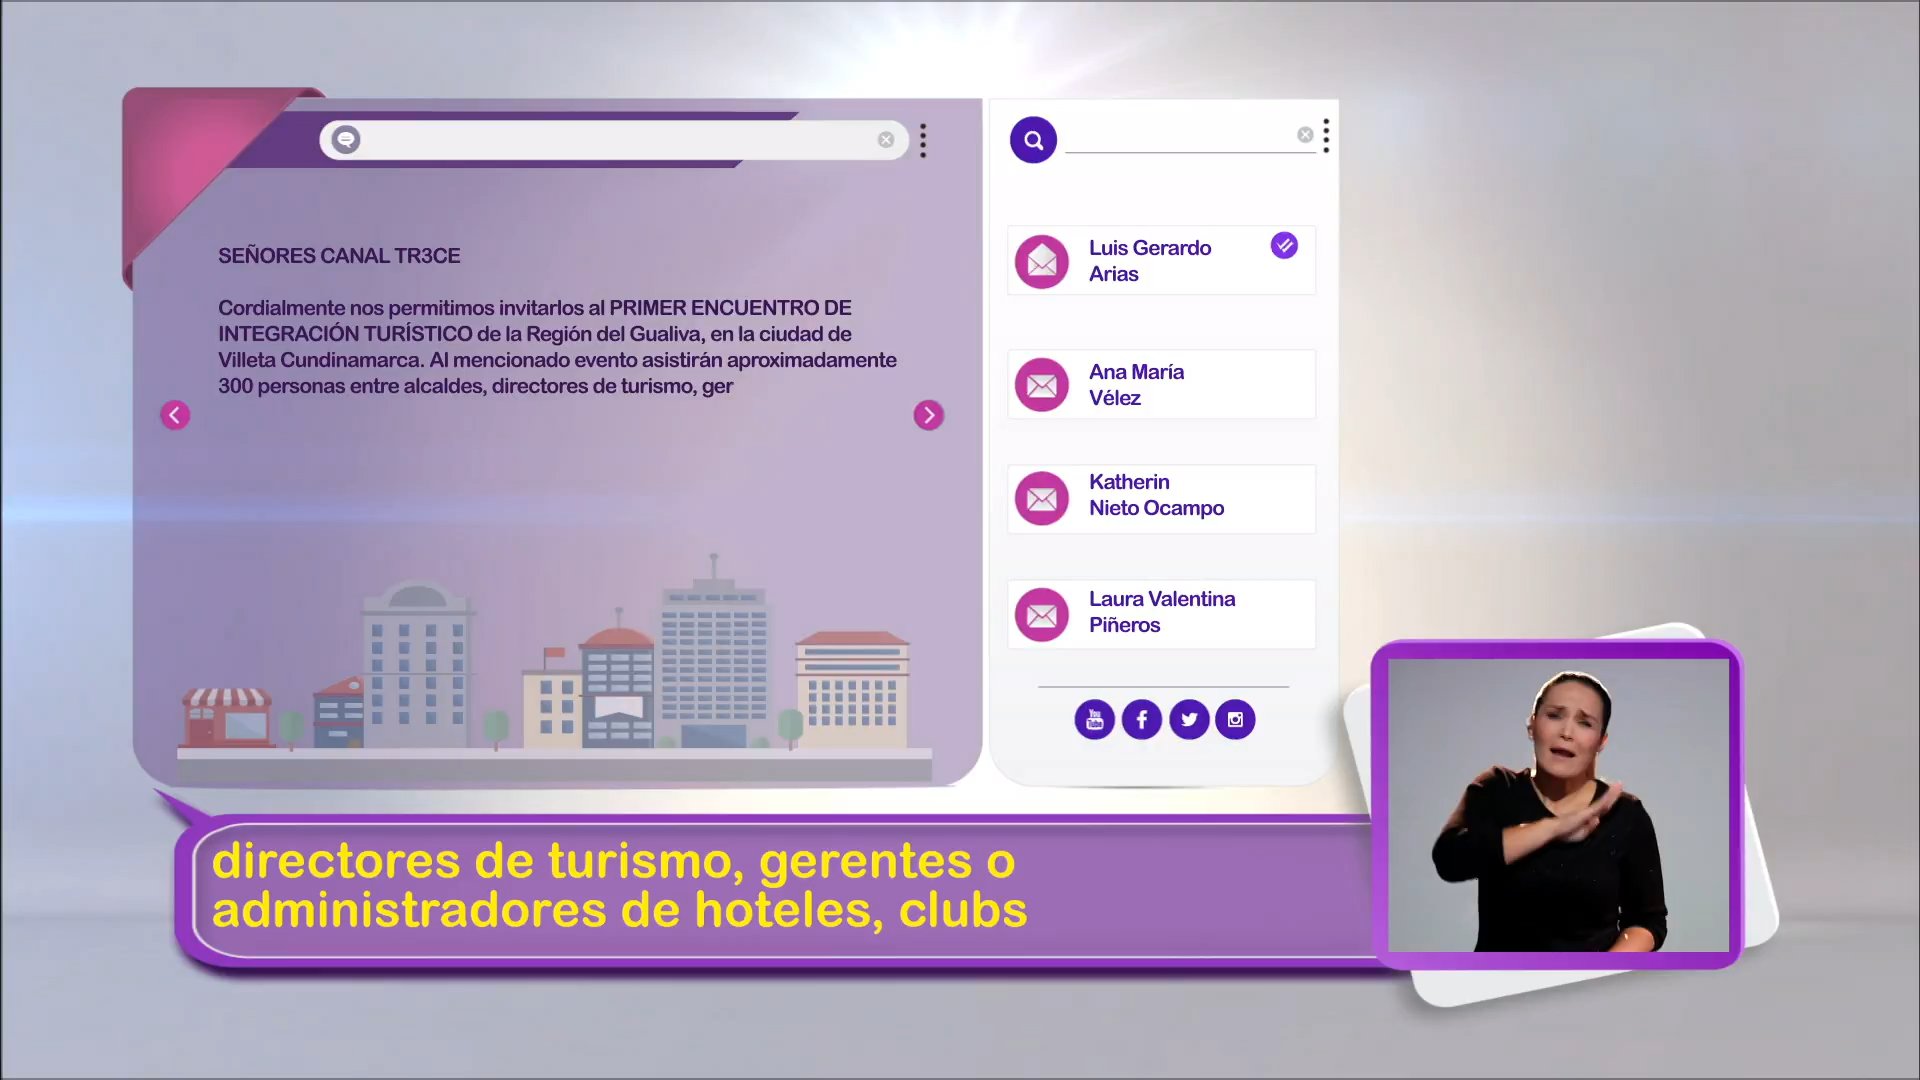 SEÑORES CANAL TR3CE
Cordialmente nos permitimos invitarlos al PRIMER ENCUENTRO DE
INTEGRACIÓN TURÍSTICO de la Región del Gualiva, en la ciudad de
Villeta Cundinamarca. Al mencionado evento asistirán aproximadamente
300 personas entre alcaldes, directores de turismo, ger
Luis Gerardo
Arias
Ana María
Vélez
Katherin
Nieto Ocampo
Laura Valentina
Piñeros
You Tube
directores de turismo, gerentes o
administradores de hoteles, clubs